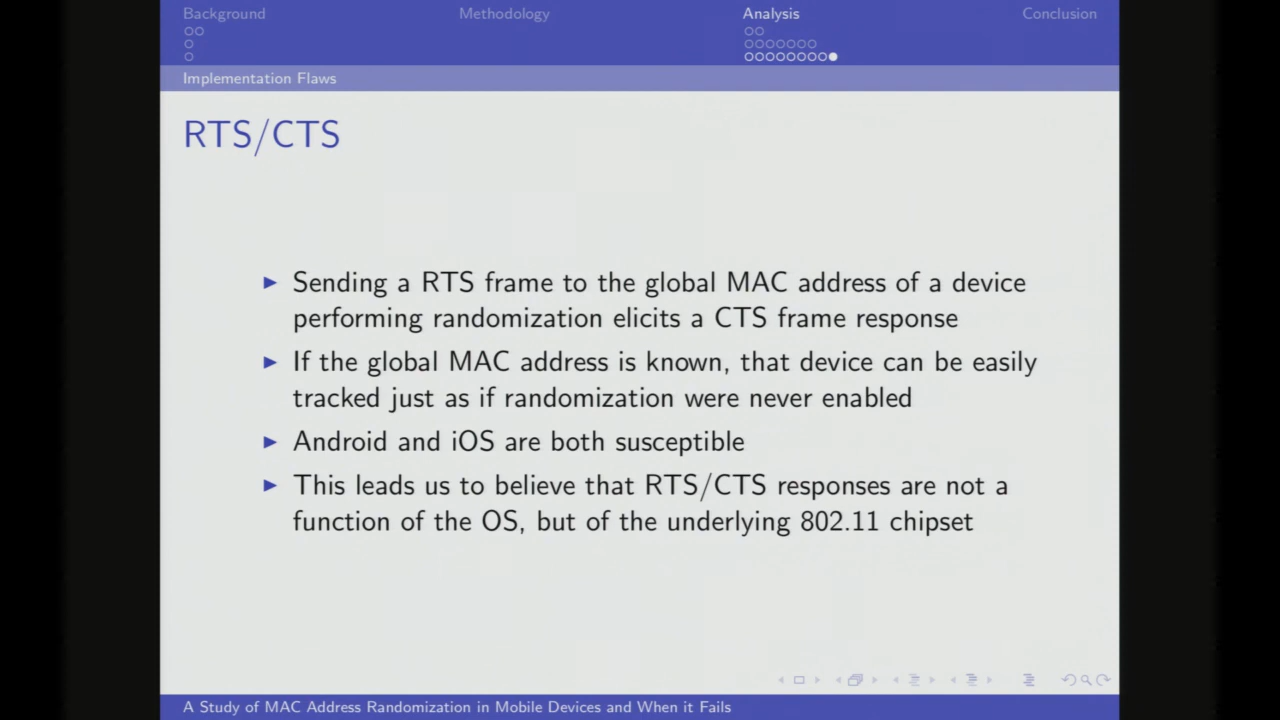 Background Methodology Analysis Conclusion
Implementation Flaws
RTS/CTS
Sending a RTS frame to the global MAC address of a device
performing randomization elicits a CTS frame response
If the global MAC address is known, that device can be easily
tracked just as if randomization were never enabled
Android and iOS are both susceptible
This leads us to believe that RTS/CTS responses are not a
function of the OS, but of the underlying 802.11 chipset
A Study of MAC Address Randomization in Mobile Devices and When it Fails